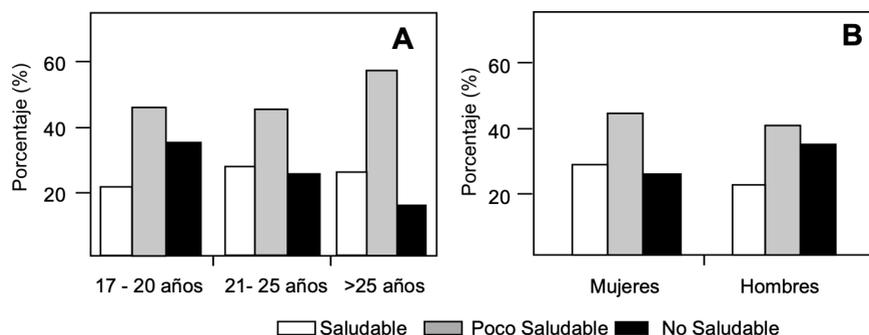 A
Porcentaje (%)
60
40
20
17 - 20 años
21- 25 años
>25 años
B
Porcentaje (%)
60
40
20
Mujeres
Hombres
Saludable
Poco Saludable
No Saludable